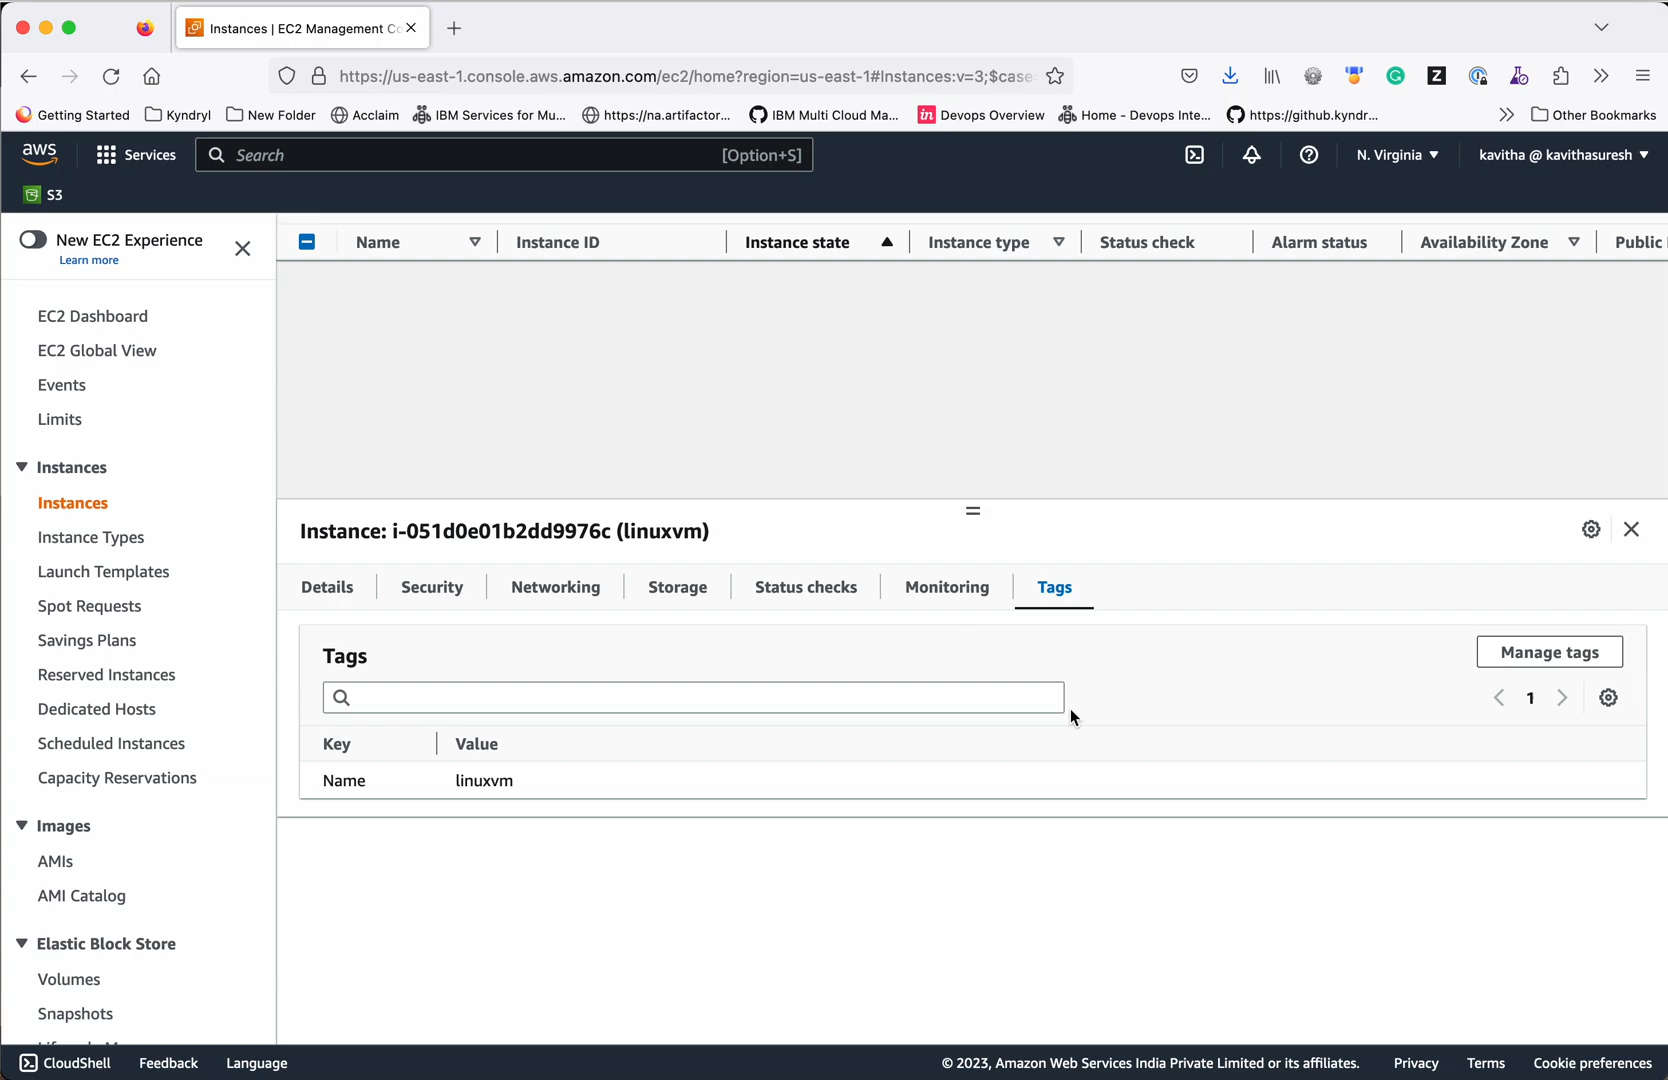 Instances | EC2 Management Co
https://us-east-1.console.aws.amazon.com/ec2/home?region=us-east-1#Instances:v=3;$case
Getting Started Kyndryl New Folder Acclaim IBM Services for Mu... https://na.artifactor... IBM Multi Cloud Ma... in Devops Overview Home - Devops Inte... https://github.kyndr... Other Bookmarks
aws Services Search [Option+S] N. Virginia kavitha @ kavithasuresh
S3
New EC2 Experience
Learn more
EC2 Dashboard
EC2 Global View
Events
Limits
Instances
Instances
Instance Types
Launch Templates
Spot Requests
Savings Plans
Reserved Instances
Dedicated Hosts
Scheduled Instances
Capacity Reservations
Images
AMIs
AMI Catalog
Elastic Block Store
Volumes
Snapshots
Name Instance ID Instance state Instance type Status check Alarm status Availability Zone Public
Instance: i-051d0e01b2dd9976c (linuxvm)
Details Security Networking Storage Status checks Monitoring Tags
Tags
Manage tags
1
Key Value
Name linuxvm
CloudShell Feedback Language © 2023, Amazon Web Services India Private Limited or its affiliates. Privacy Terms Cookie preferences